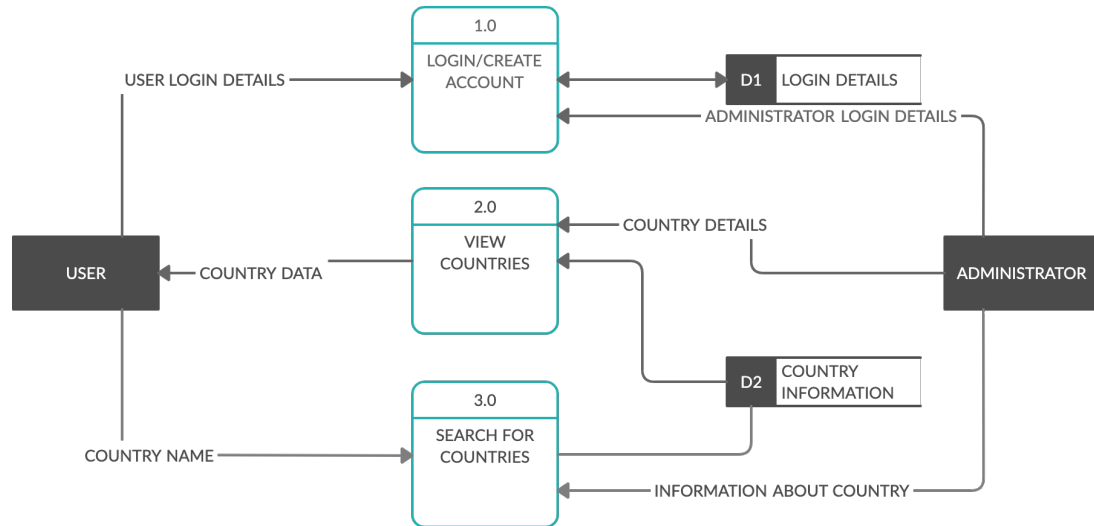 1.0
LOGIN/CREATE
ACCOUNT
USER LOGIN DETAILS
D1
LOGIN DETAILS
ADMINISTRATOR LOGIN DETAILS
2.0
VIEW
COUNTRIES
COUNTRY DETAILS
USER
COUNTRY DATA
ADMINISTRATOR
D2
COUNTRY
INFORMATION
3.0
SEARCH FOR
COUNTRIES
COUNTRY NAME
INFORMATION ABOUT COUNTRY